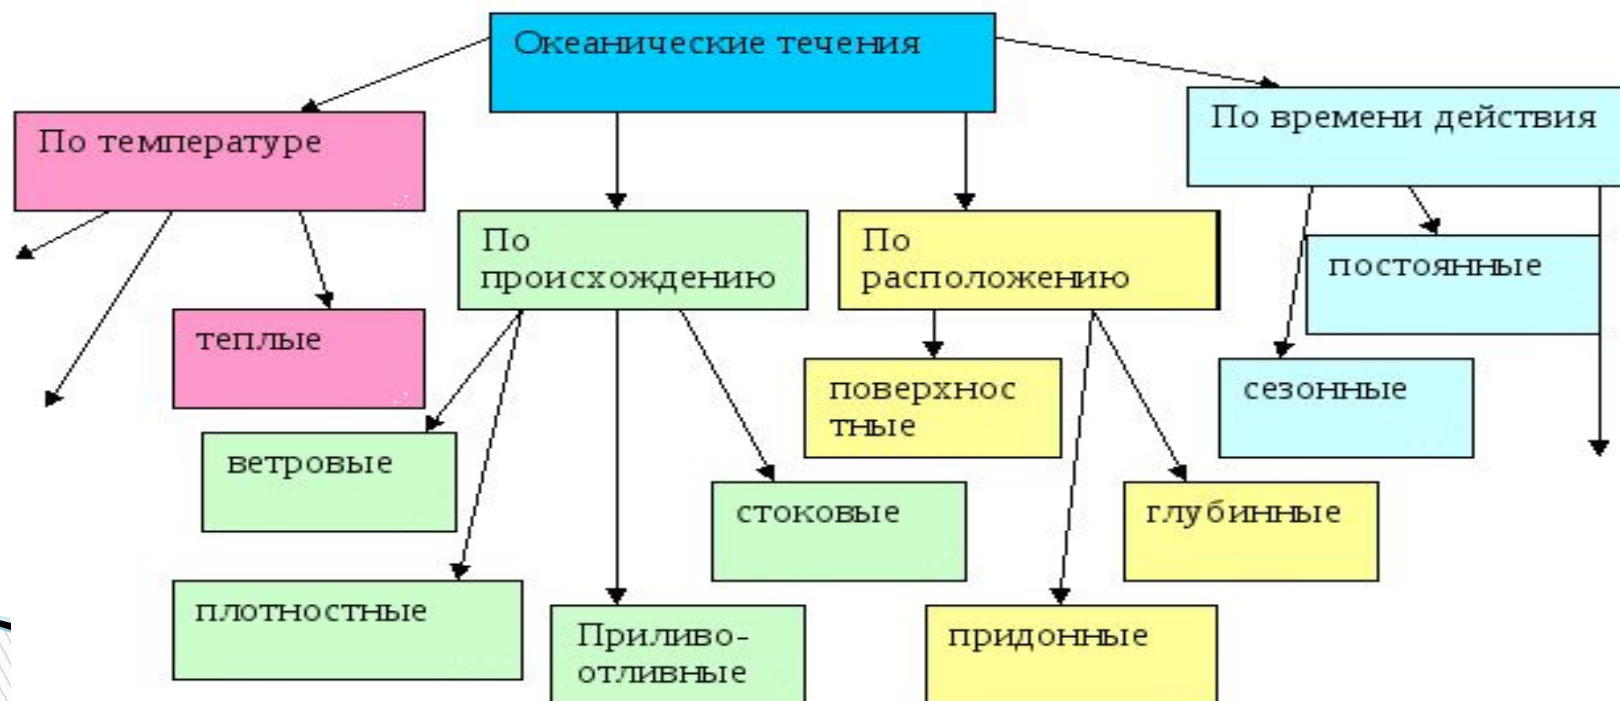 Океанические течения
По температуре
По времени действия
По
происхождению
По
расположению
постоянные
теплые
поверхнос
тные
сезонные
ветровые
стоковые
глубинные
плотностные
Приливо-
отливные
придонные